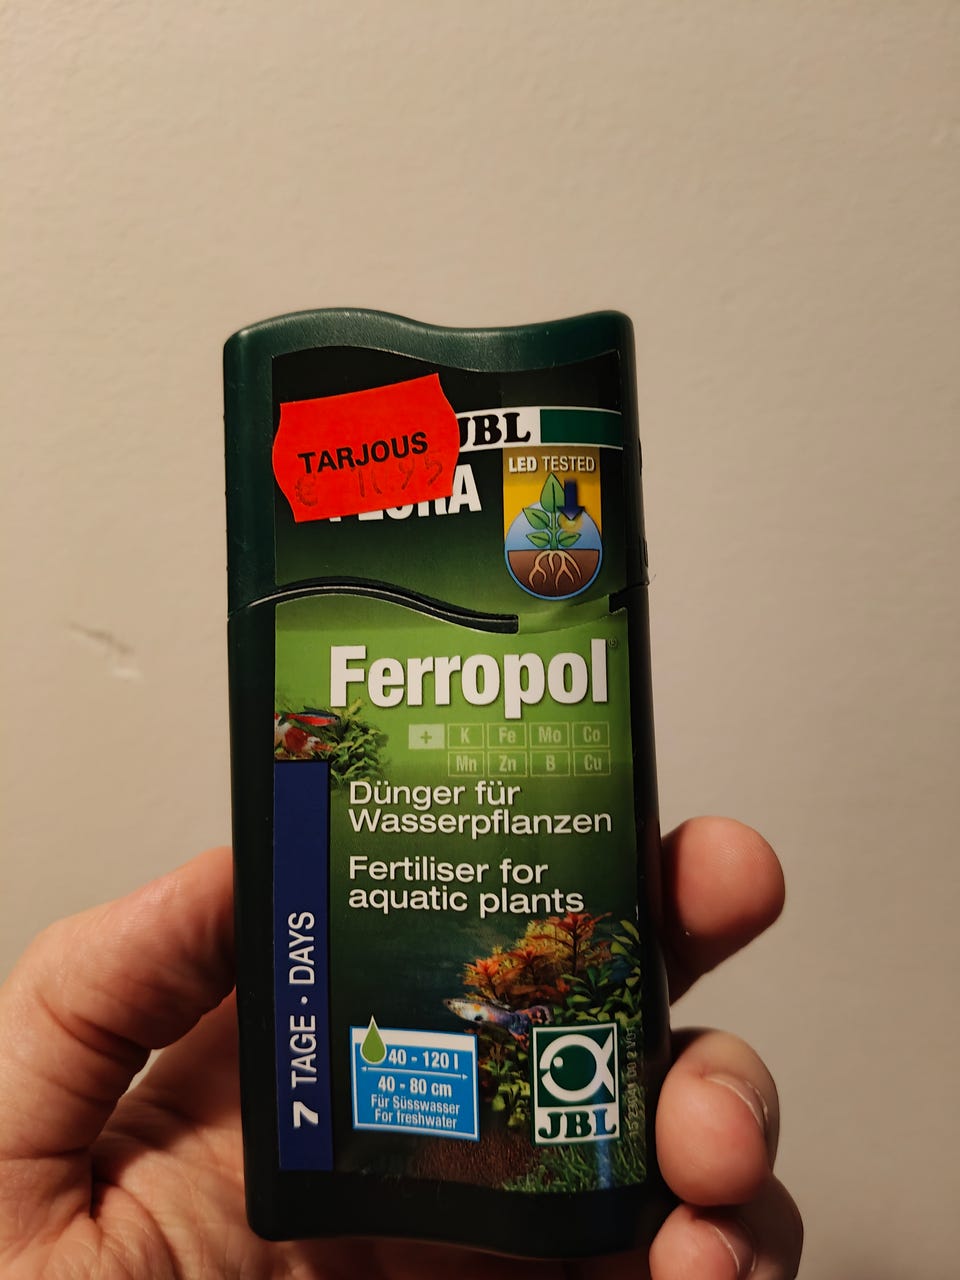 TARJOUS
€
JBL
LED TESTED
Ferropol
+ K Fe Mo Co
Mn Zn B Cu
Dünger für
Wasserpflanzen
Fertiliser for
aquatic plants
7 TAGE · DAYS
40 - 120 l
40 - 80 cm
Für Süsswasser
For freshwater
JBL